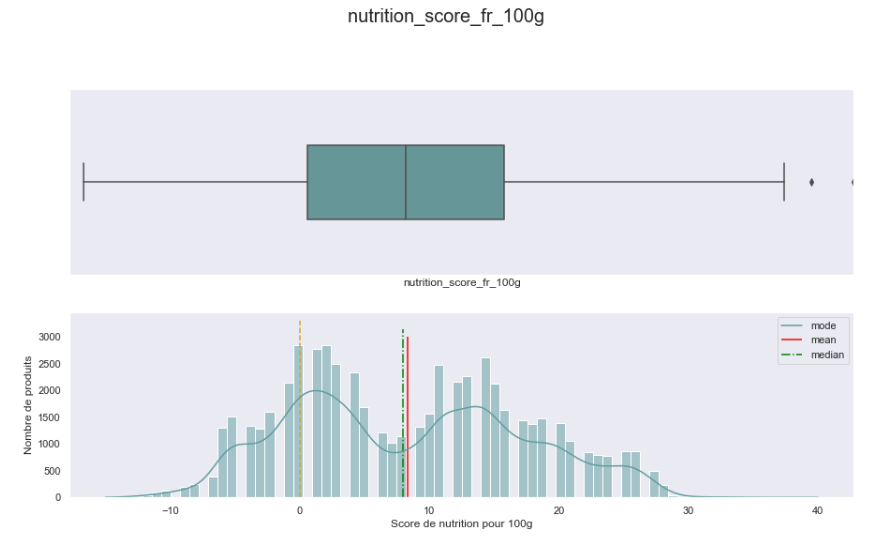 nutrition_score_fr_100g
nutrition_score_fr_100g
mode
mean
median
Nombre de produits
3000
2500
2000
1500
1000
500
0
−10
0
10
20
30
40
Score de nutrition pour 100g